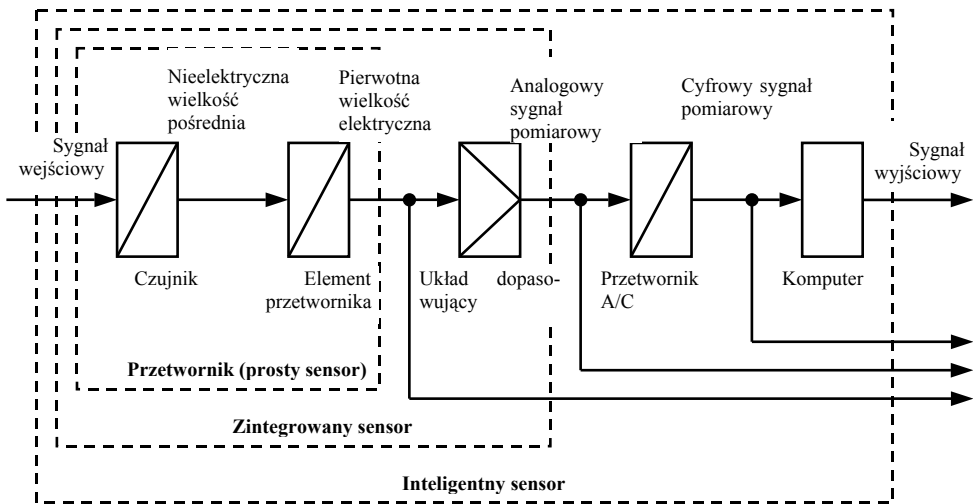 Nieelektryczna
wielkość
pośrednia
Pierwotna
wielkość
elektryczna
Analogowy
sygnał
pomiarowy
Cyfrowy sygnał
pomiarowy
Sygnał
wejściowy
Sygnał
wyjściowy
Czujnik
Element
przetwornika
Układ dopaso-
wujący
Przetwornik
A/C
Komputer
Przetwornik (prosty sensor)
Zintegrowany sensor
Inteligentny sensor